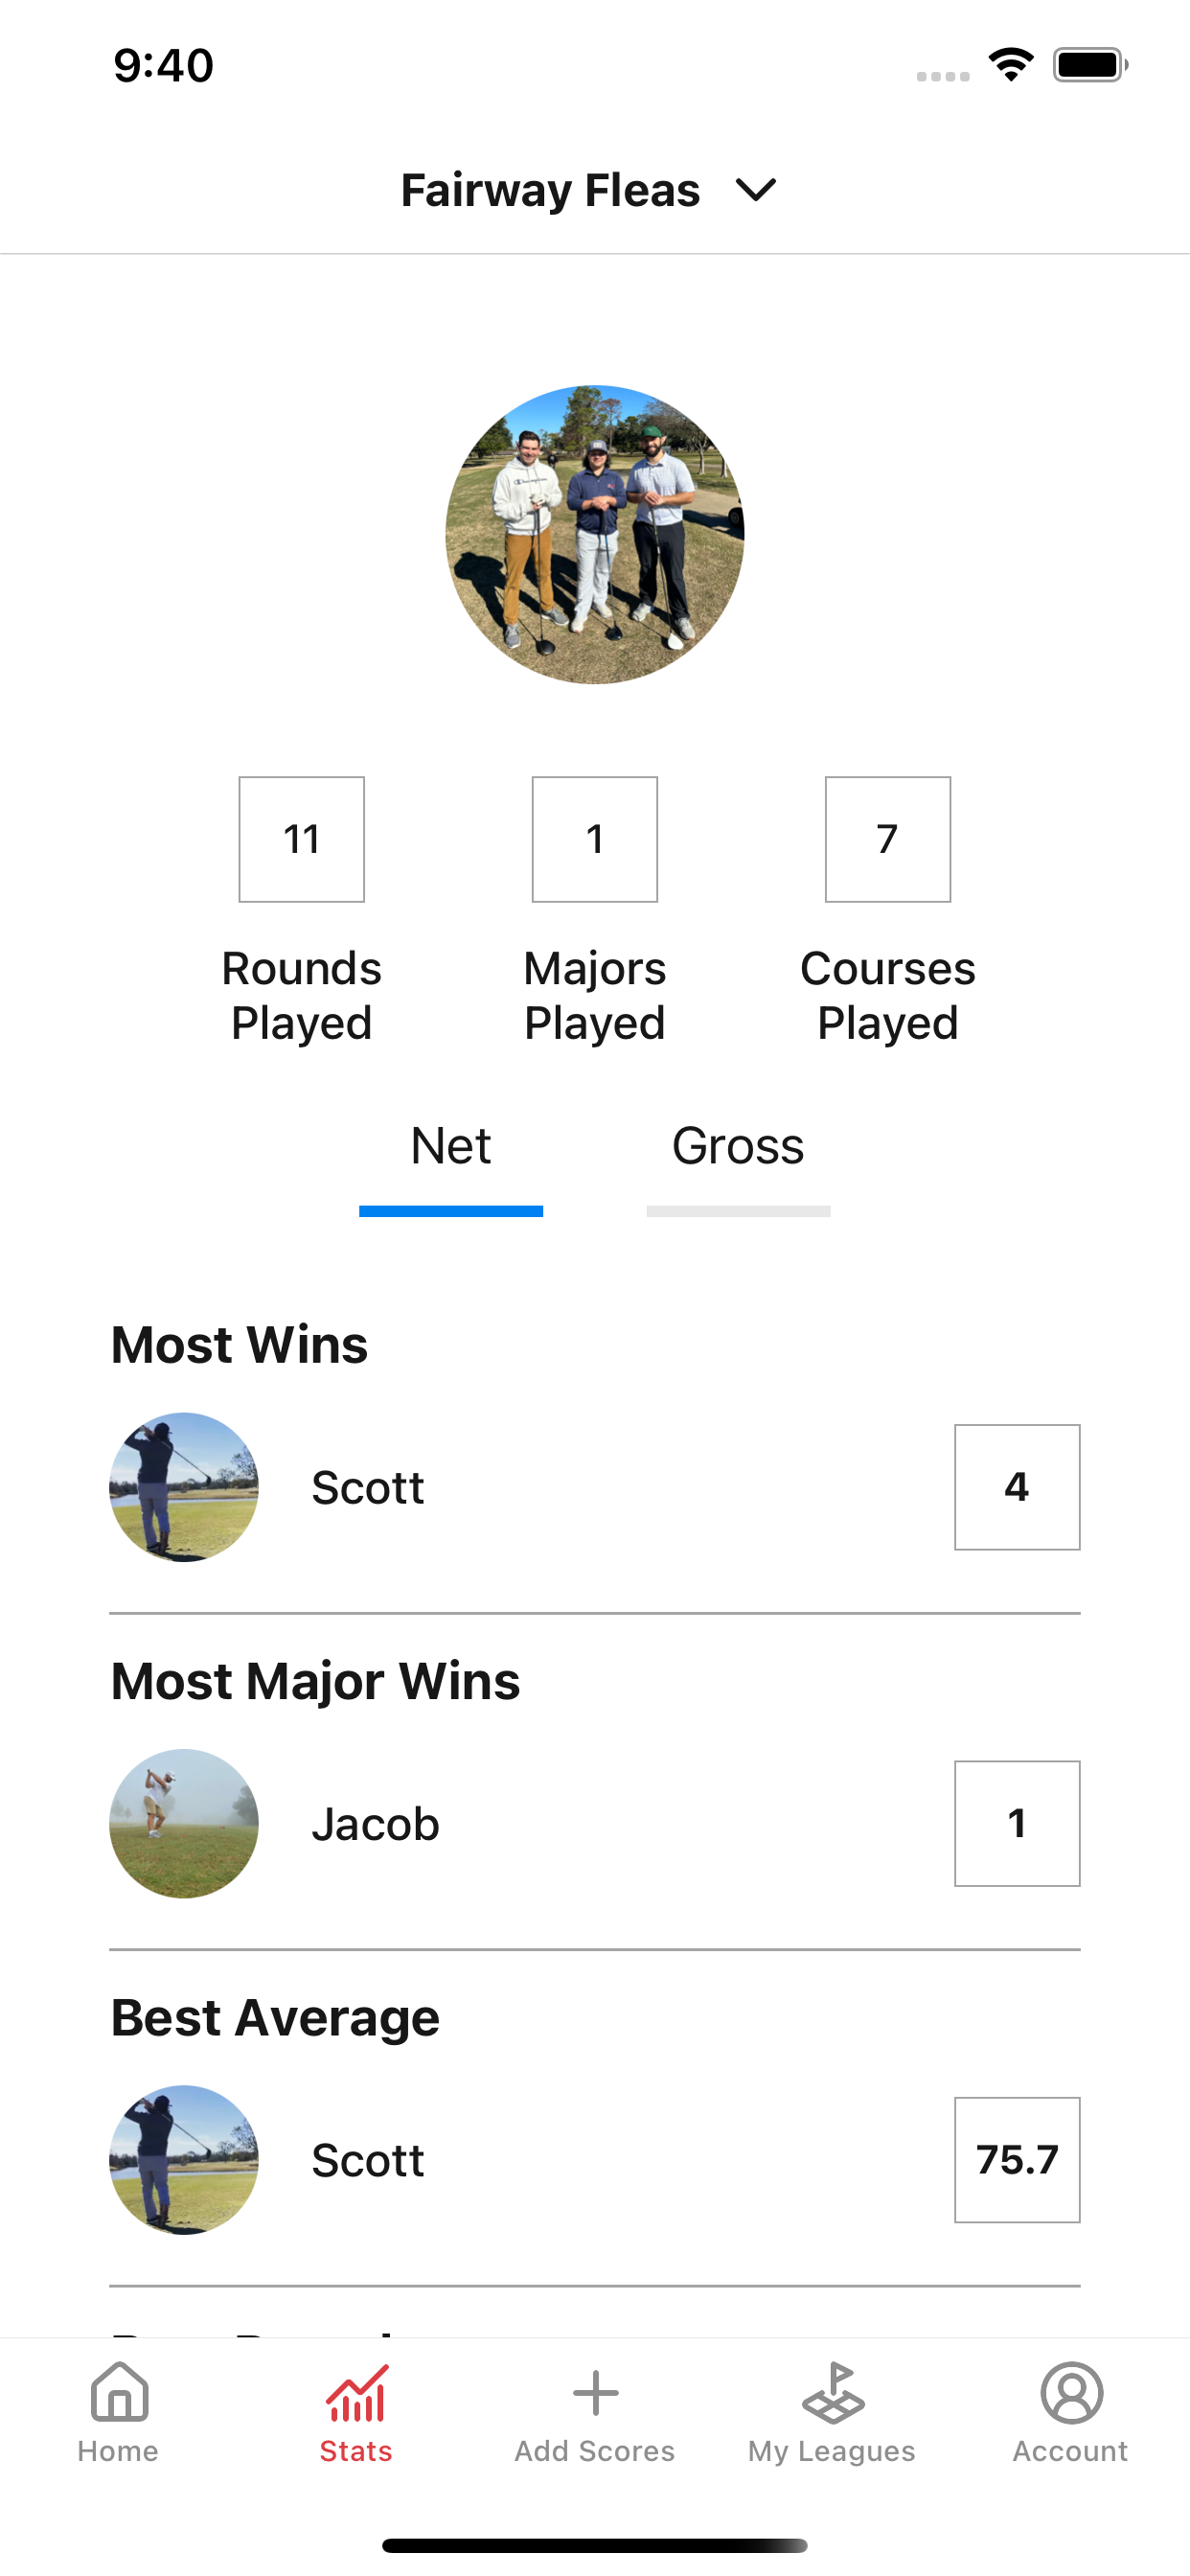 9:40
Fairway Fleas
11
1
7
Rounds
Played
Majors
Played
Courses
Played
Net
Gross
Most Wins
Scott
4
Most Major Wins
Jacob
1
Best Average
Scott
75.7
Home
Stats
Add Scores
My Leagues
Account